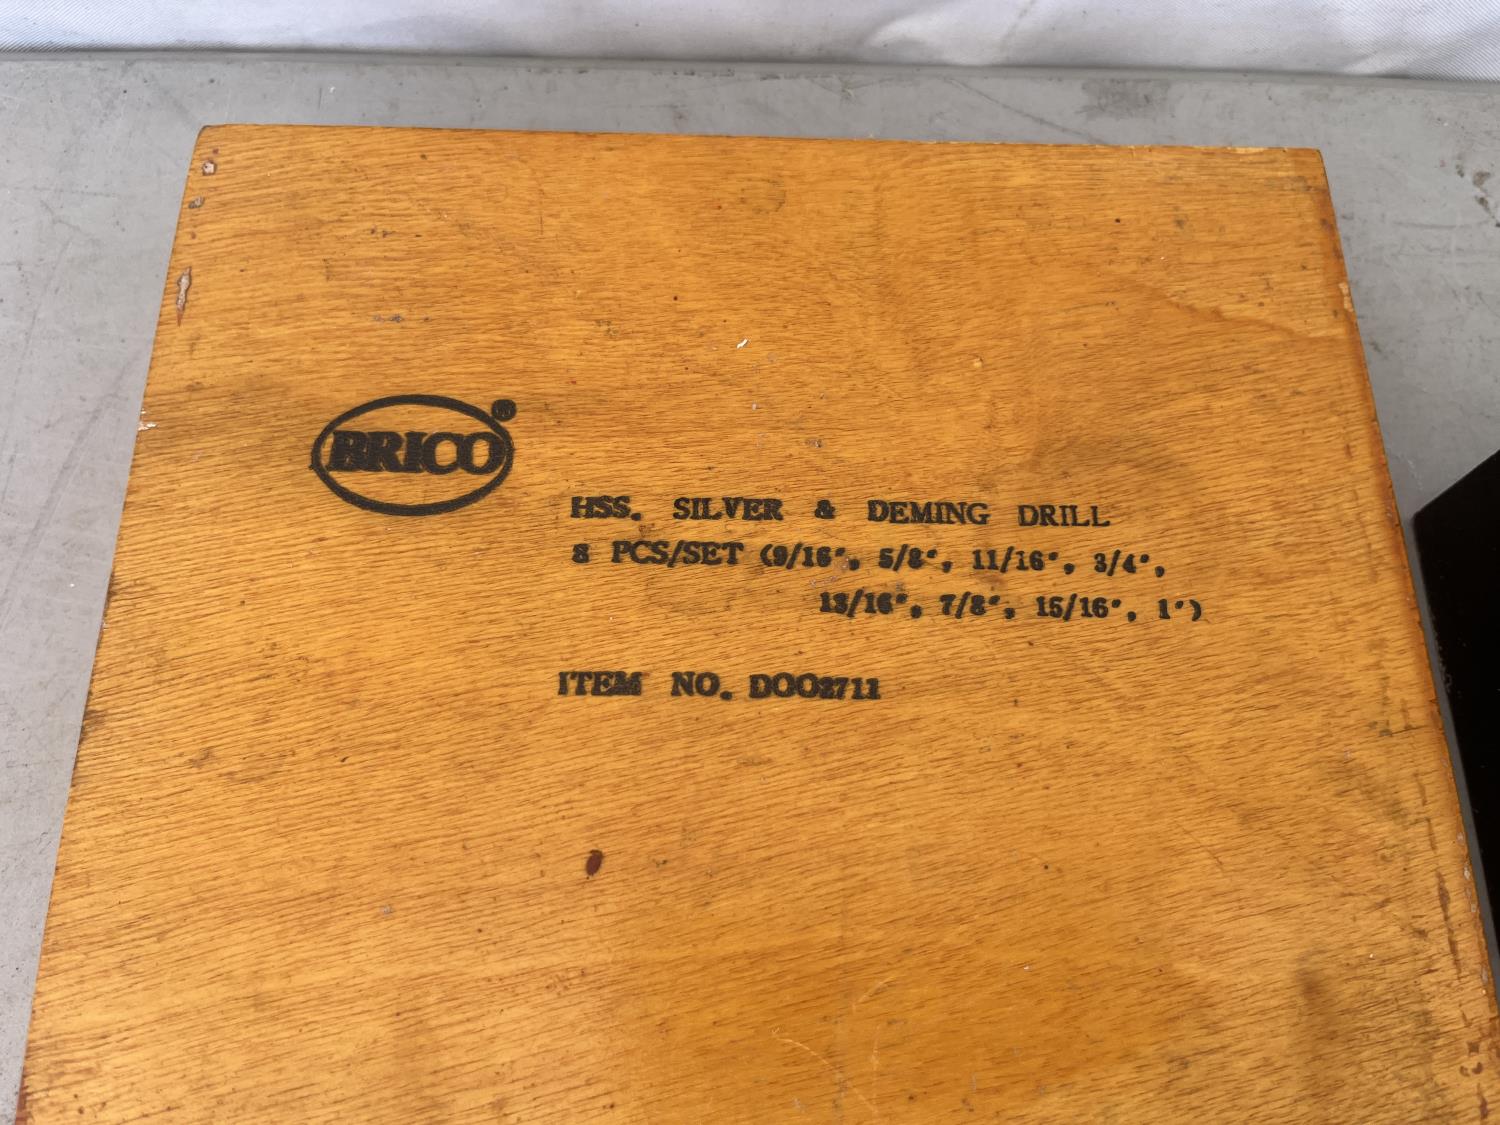 BRICO®
HSS. SILVER & DEMING DRILL
8 PCS/SET (9/16", 5/8", 11/16", 3/4",
13/16", 7/8", 15/16", 1")
ITEM NO. DOO2711